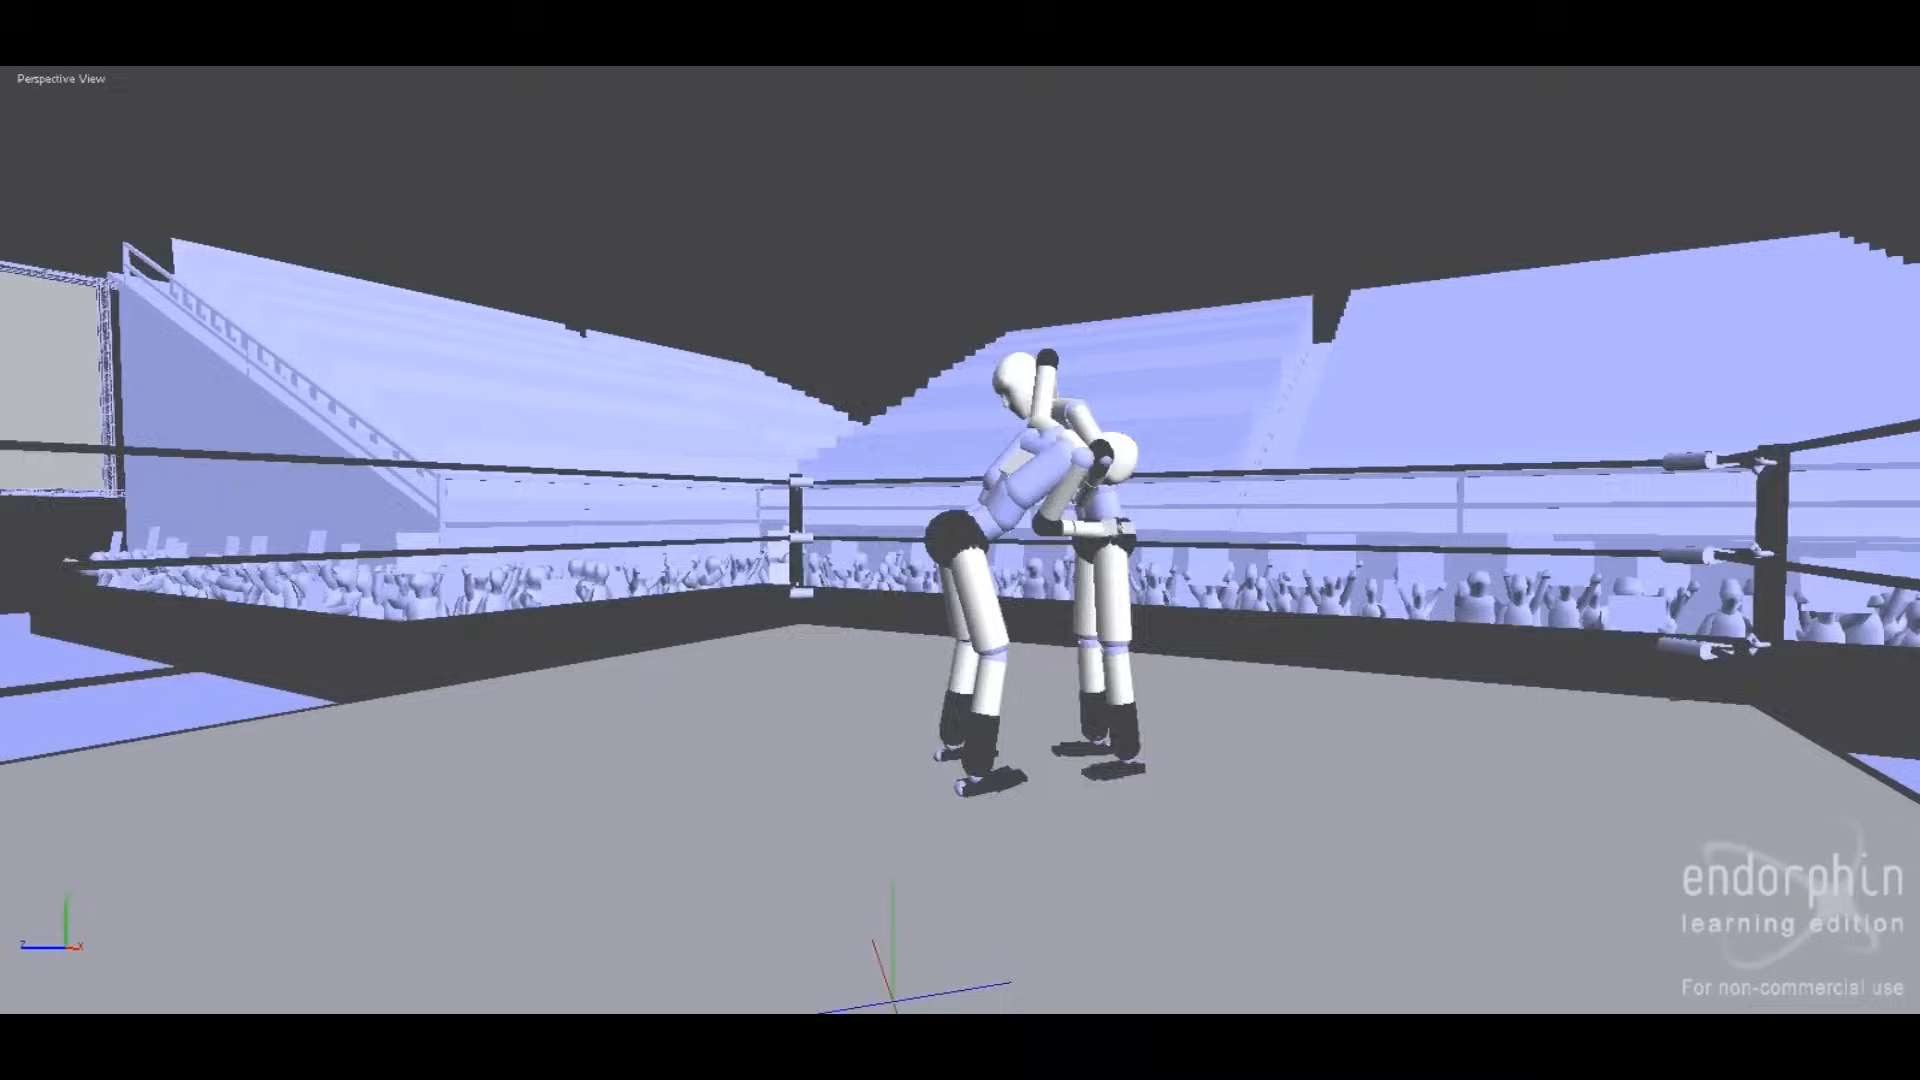 Perspective View
endorphin
learning edition
For non-commercial use
z
x